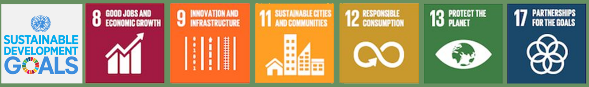 SUSTAINABLE
DEVELOPMENT
GOALS
8 GOOD JOBS AND
ECONOMIC GROWTH
9 INNOVATION AND
INFRASTRUCTURE
11 SUSTAINABLE CITIES
AND COMMUNITIES
12 RESPONSIBLE
CONSUMPTION
13 PROTECT THE
PLANET
17 PARTNERSHIPS
FOR THE GOALS